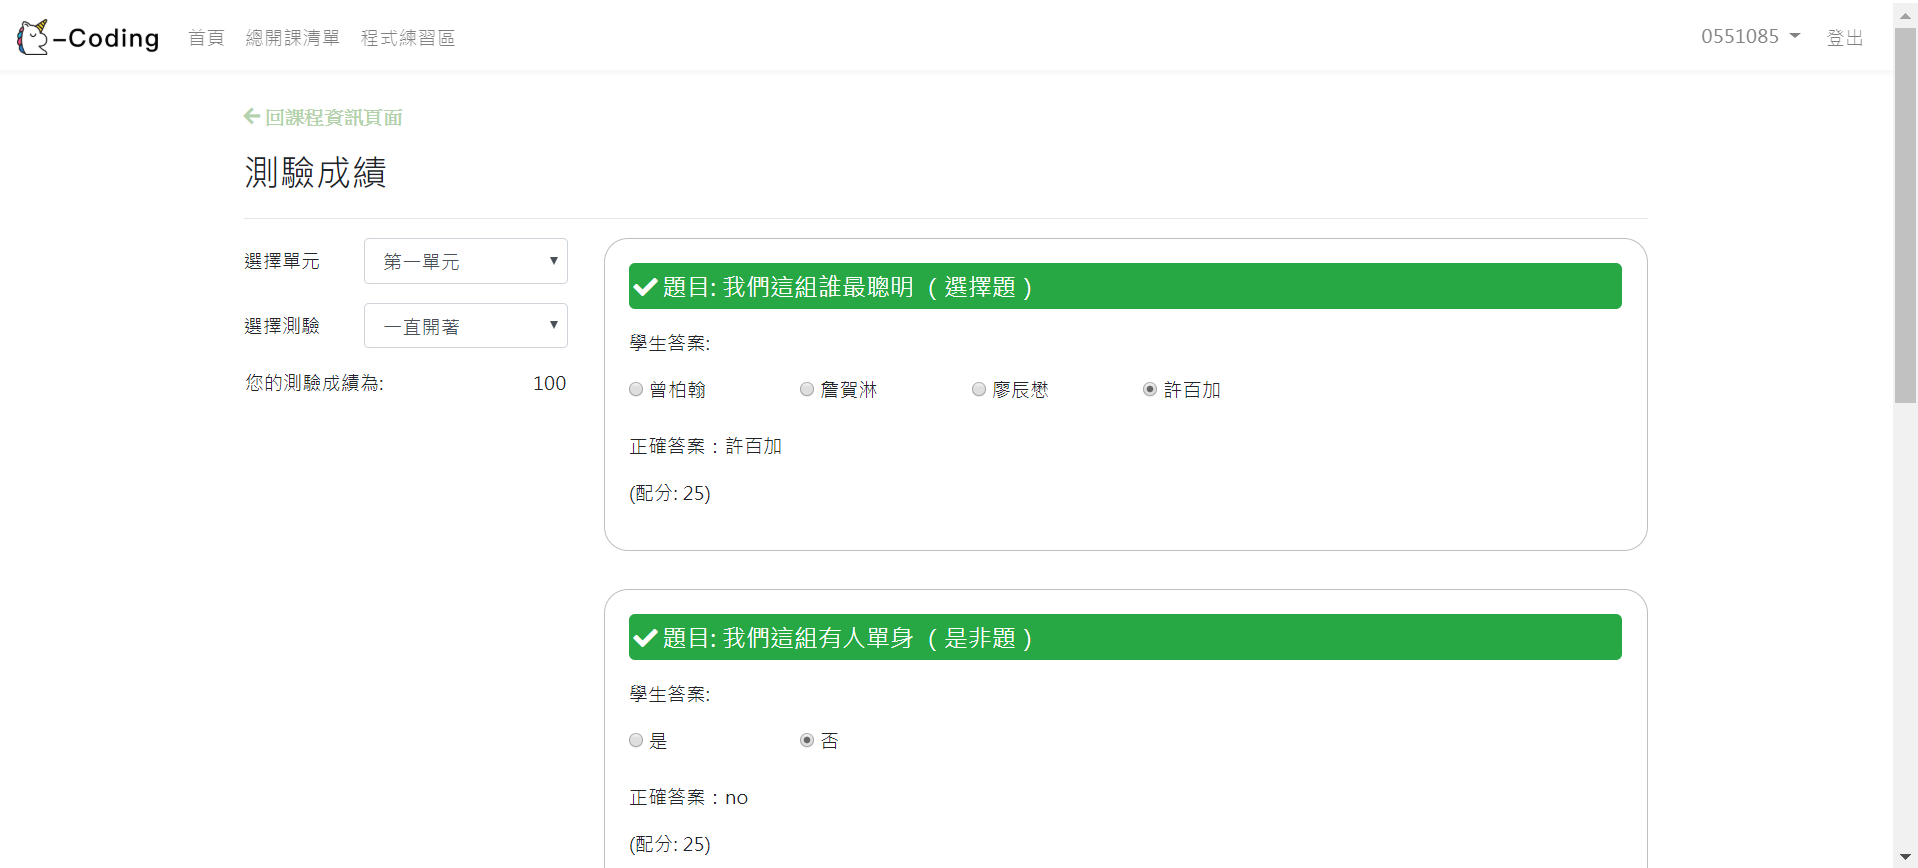 -Coding 首頁 總開課清單 程式練習區 0551085 登出
回課程資訊頁面
測驗成績
選擇單元 第一單元
選擇測驗 一直開著
您的測驗成績為: 100
題目: 我們這組誰最聰明 （選擇題）
學生答案:
曾柏翰 詹賀淋 廖辰懋 許百加
正確答案：許百加
(配分: 25)
題目: 我們這組有人單身 （是非題）
學生答案:
是 否
正確答案：no
(配分: 25)